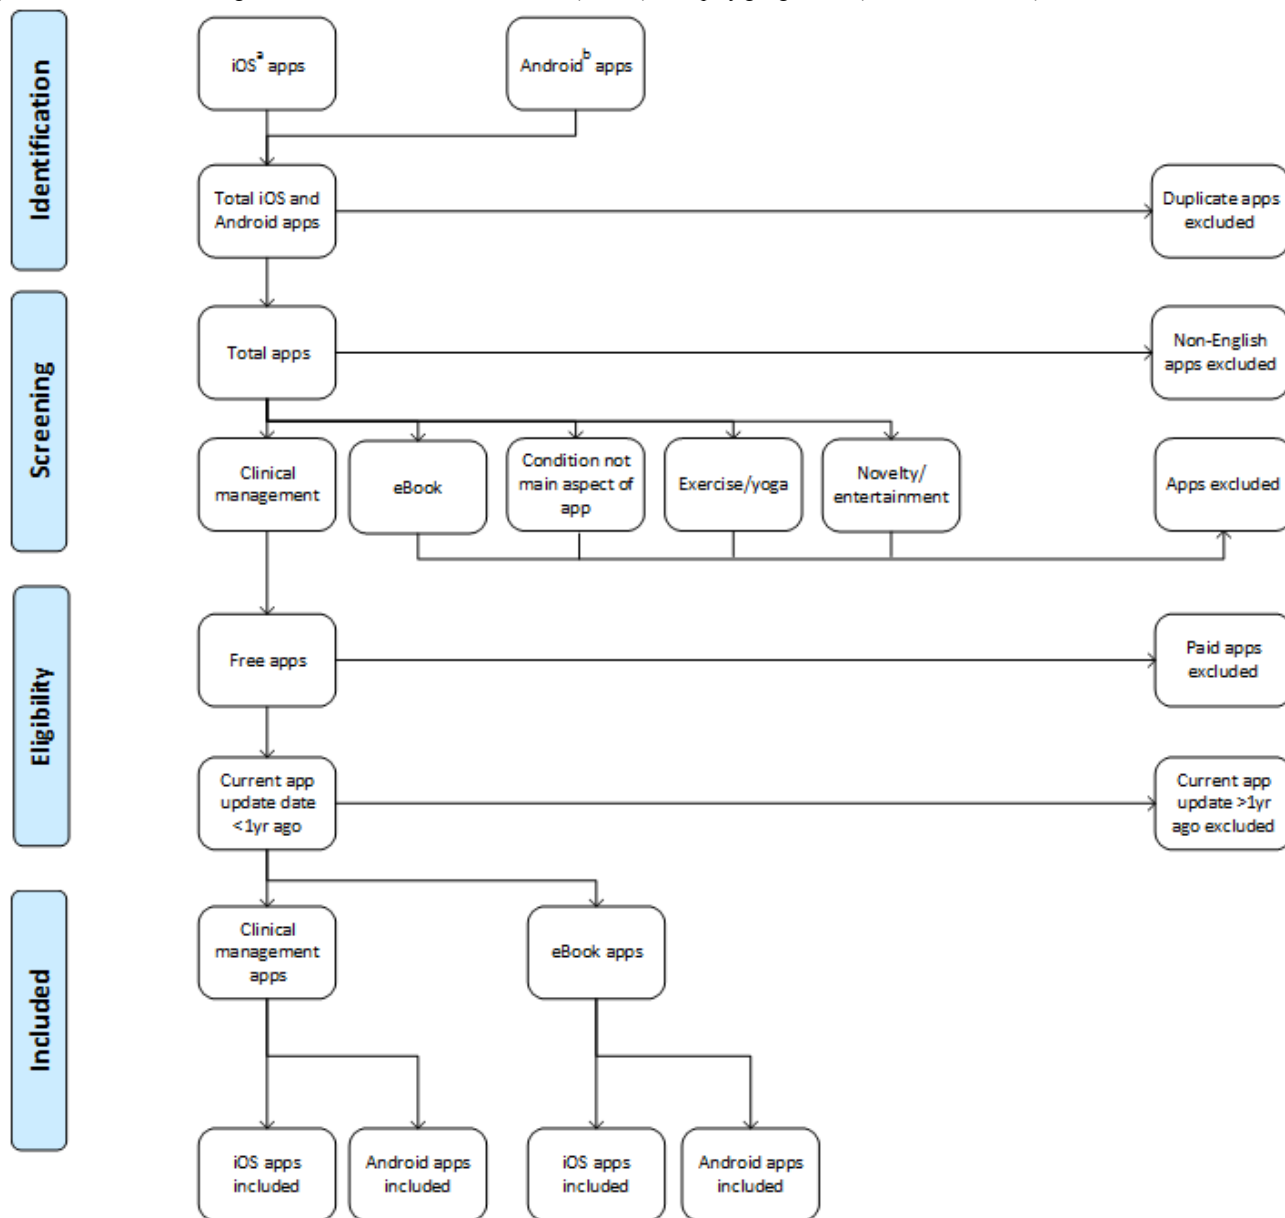 Identification
iOSa apps
Androidb apps
Total iOS and
Android apps
Duplicate apps
excluded
Screening
Total apps
Non-English
apps excluded
Clinical
management
eBook
Condition not
main aspect of
app
Exercise/yoga
Novelty/
entertainment
Apps excluded
Eligibility
Free apps
Paid apps
excluded
Current app
update date
<1yr ago
Current app
update >1yr
ago excluded
Included
Clinical
management
apps
eBook apps
iOS apps
included
Android apps
included
iOS apps
included
Android apps
included